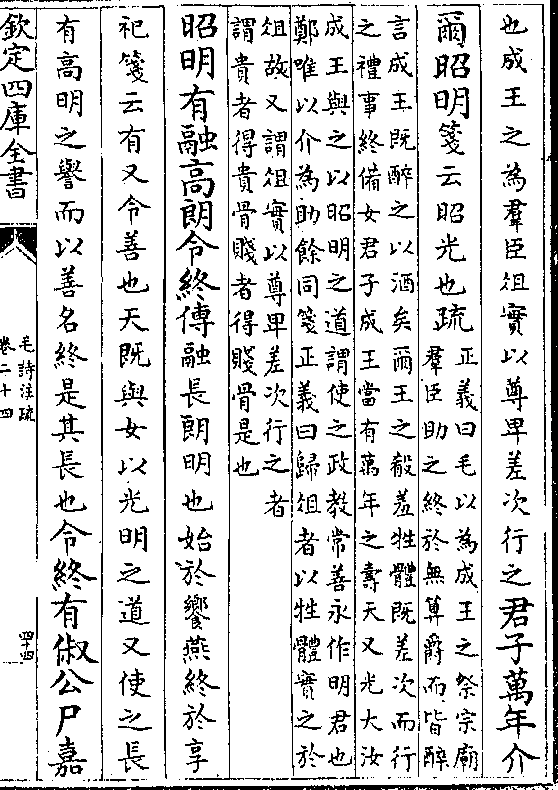 也成王之為羣臣俎實以尊卑差次行之君子萬年介
爾昭明箋云昭光也疏
正義曰毛以為成王之祭宗廟
羣臣助之終於無算爵而皆醉
言成王既醉之以酒矣爾王之殽羞牲體既差次而行
之禮事終備女君子成王當有萬年之壽天又光大汝
成王與之以昭明之道謂使之政教常善永作明君也
鄭唯以介為助餘同箋正義曰歸俎者以牲體實之於
俎故又謂俎實以尊卑差次行之者
謂貴者得貴骨賤者得賤骨是也
昭明有融高朗令終傳融長朗明也始於饗燕終於享
祀箋云有又令善也天既與女以光明之道又使之長
有高明之譽而以善名終是其長也令終有俶公尸嘉
欽定四庫全書
毛詩注疏
卷二十四
四十四